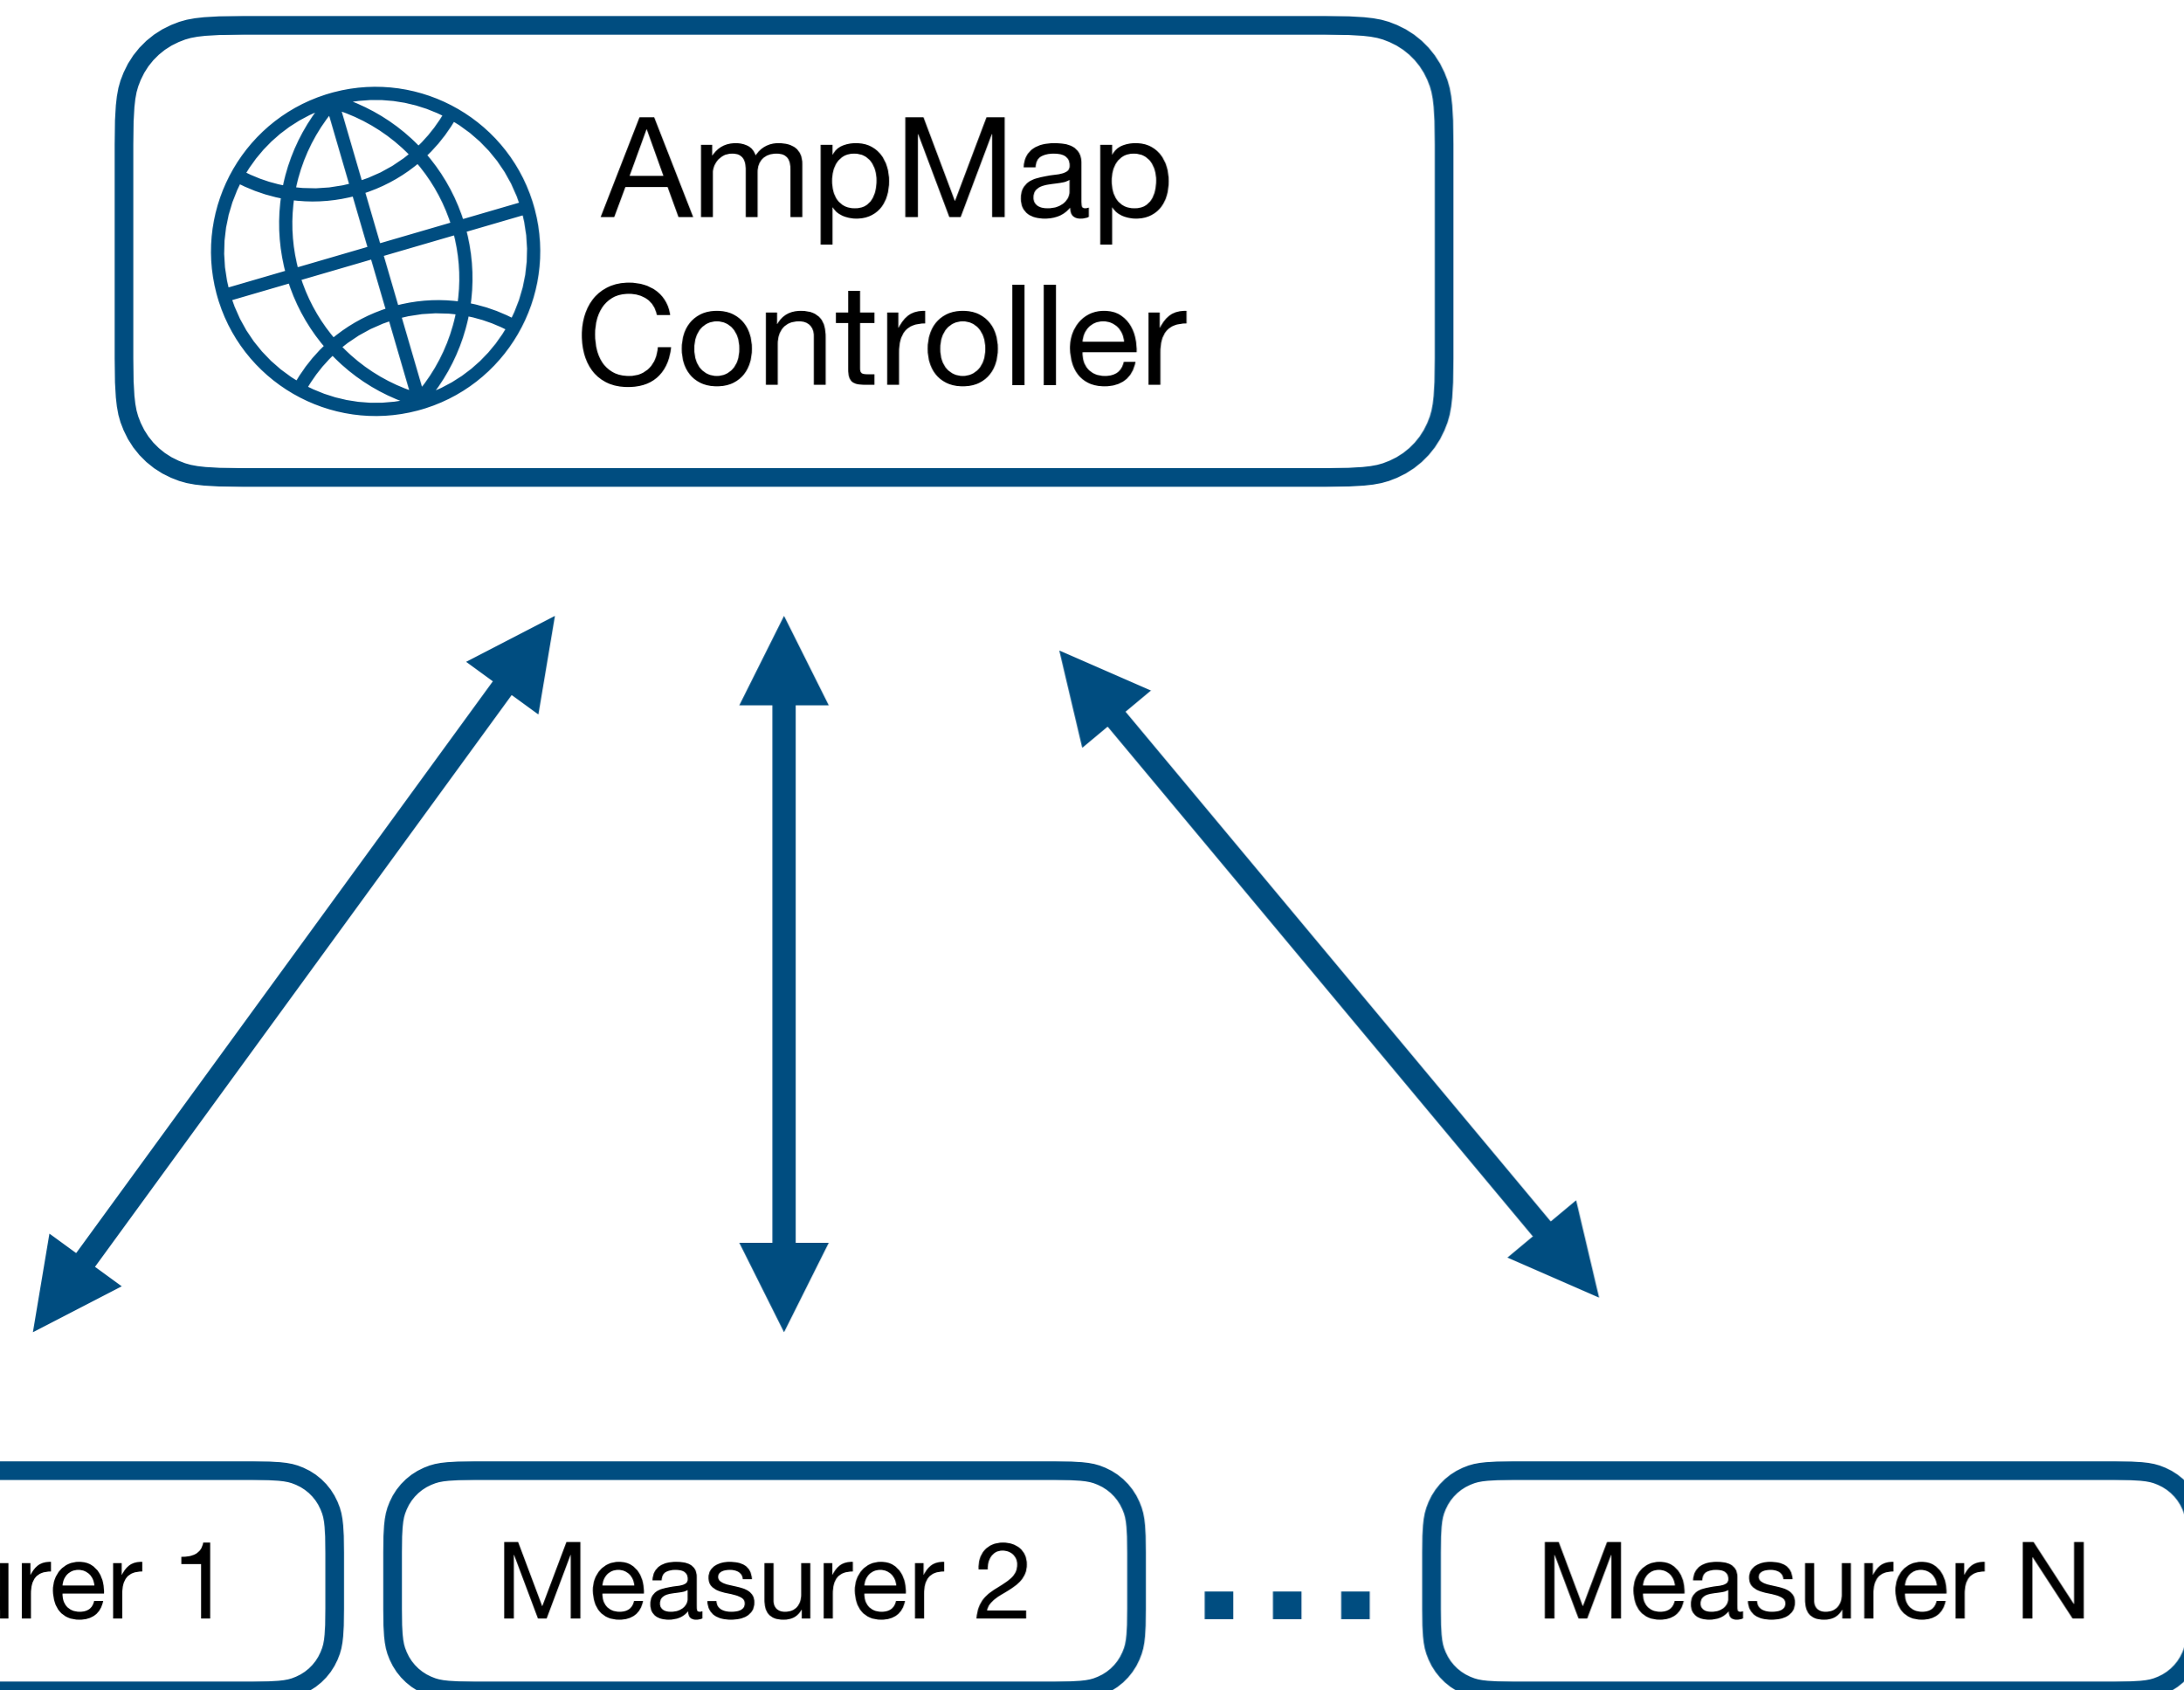 AmpMap
Controller
urer 1
Measurer 2
...
Measurer N